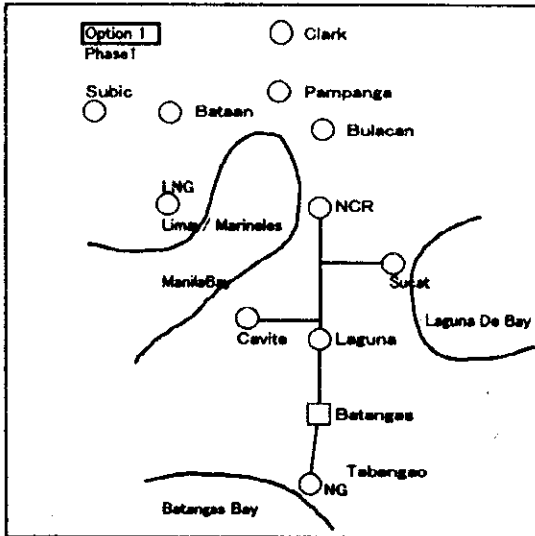 Option 1
Clark
Phase1
Subic
Pampanga
Bataan
Bulacan
LNG
NCR
Limay / Marineles
ManilaBay
Sucat
Laguna De Bay
Cavite
Laguna
Batangas
Tabangao
NG
Batangas Bay